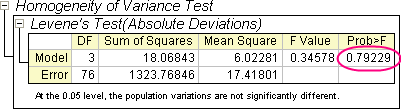 Homogeneity of Variance Test
Levene's Test(Absolute Deviations)
DF Sum of Squares Mean Square F Value Prob>F
Model 3 18.06843 6.02281 0.34578 0.79229
Error 76 1323.76846 17.41801
At the 0.05 level, the population variations are not significantly different.